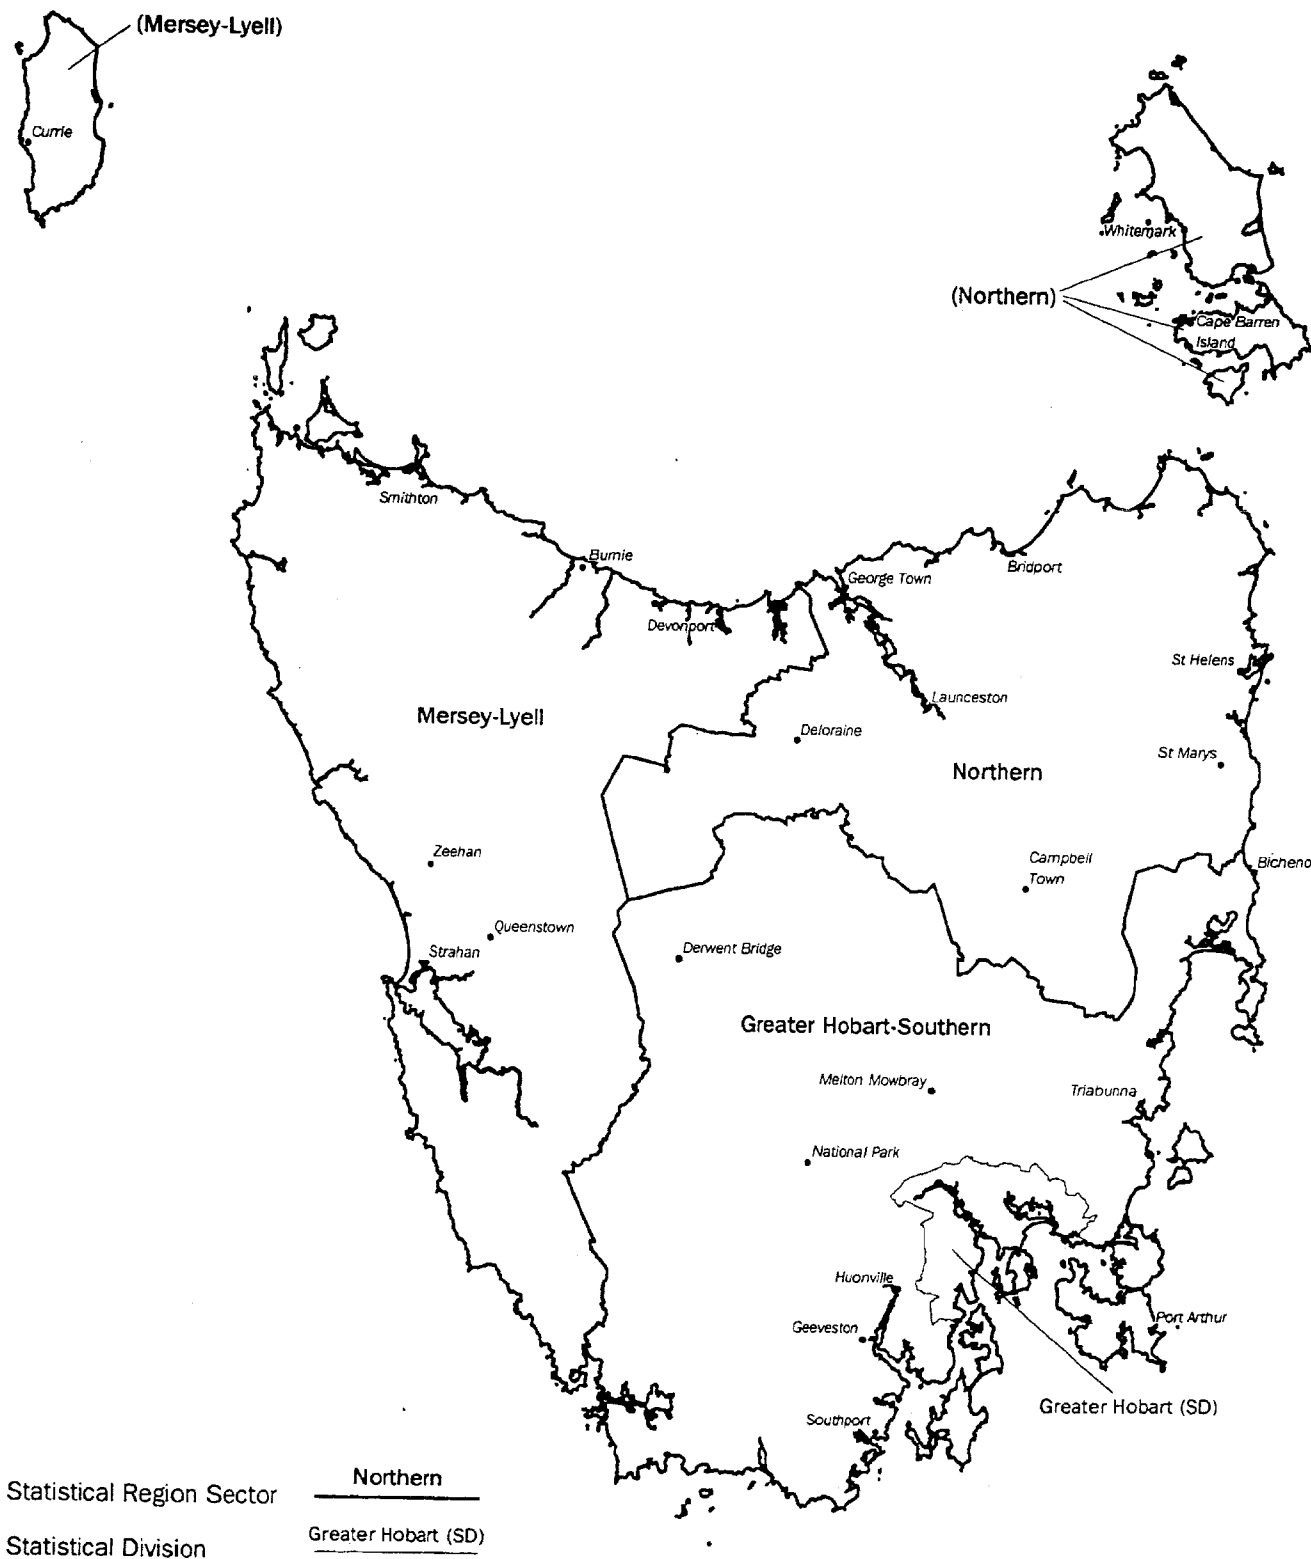 (Mersey-Lyell)
Currie
Whitemark
(Northern)
Cape Barren
Island
Smithton
Burnie
George Town
Bridport
Devonport
St Helens
Launceston
Mersey-Lyell
Deloraine
St Marys
Northern
Zeehan
Campbell
Town
Bicheno
Queenstown
Strahan
Derwent Bridge
Greater Hobart-Southern
Melton Mowbray
Triabunna
National Park
Huonville
Port Arthur
Geeveston
Greater Hobart (SD)
Southport
Statistical Region Sector
Northern
Statistical Division
Greater Hobart (SD)